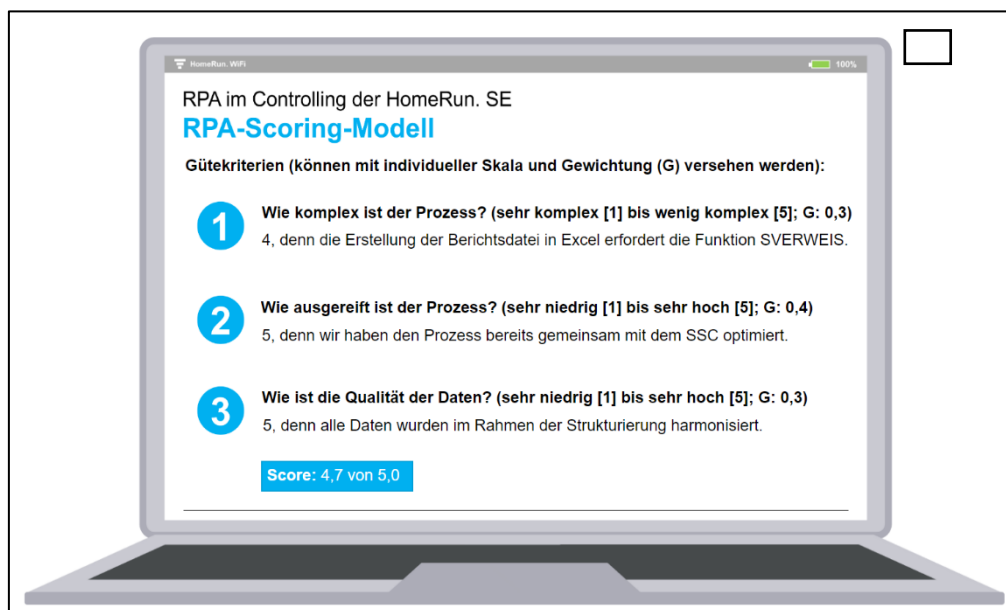 HomeRun. WiFi
100%
RPA im Controlling der HomeRun. SE
RPA-Scoring-Modell
Gütekriterien (können mit individueller Skala und Gewichtung (G) versehen werden):
1
Wie komplex ist der Prozess? (sehr komplex [1] bis wenig komplex [5]; G: 0,3)
4, denn die Erstellung der Berichtsdatei in Excel erfordert die Funktion SVERWEIS.
2
Wie ausgereift ist der Prozess? (sehr niedrig [1] bis sehr hoch [5]; G: 0,4)
5, denn wir haben den Prozess bereits gemeinsam mit dem SSC optimiert.
3
Wie ist die Qualität der Daten? (sehr niedrig [1] bis sehr hoch [5]; G: 0,3)
5, denn alle Daten wurden im Rahmen der Strukturierung harmonisiert.
Score: 4,7 von 5,0